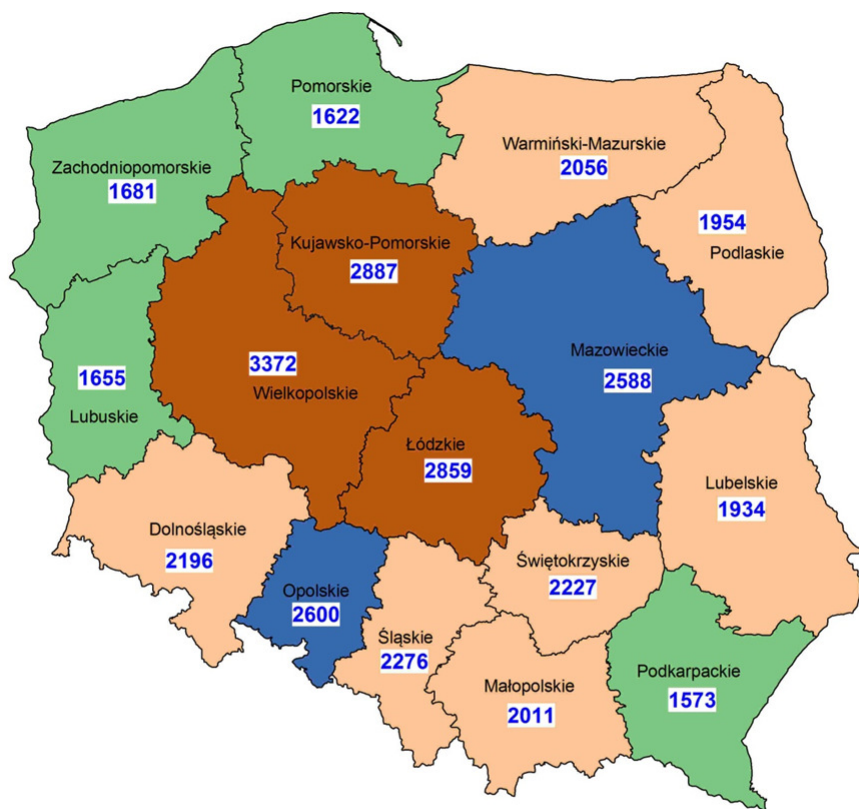 Pomorskie
1622
Warmiński-Mazurskie
2056
Zachodniopomorskie
1681
1954
Podlaskie
Kujawsko-Pomorskie
2887
Mazowieckie
2588
3372
Wielkopolskie
1655
Lubuskie
Łódzkie
2859
Lubelskie
1934
Dolnośląskie
2196
Świętokrzyskie
2227
Opolskie
2600
Śląskie
2276
Małopolskie
2011
Podkarpackie
1573